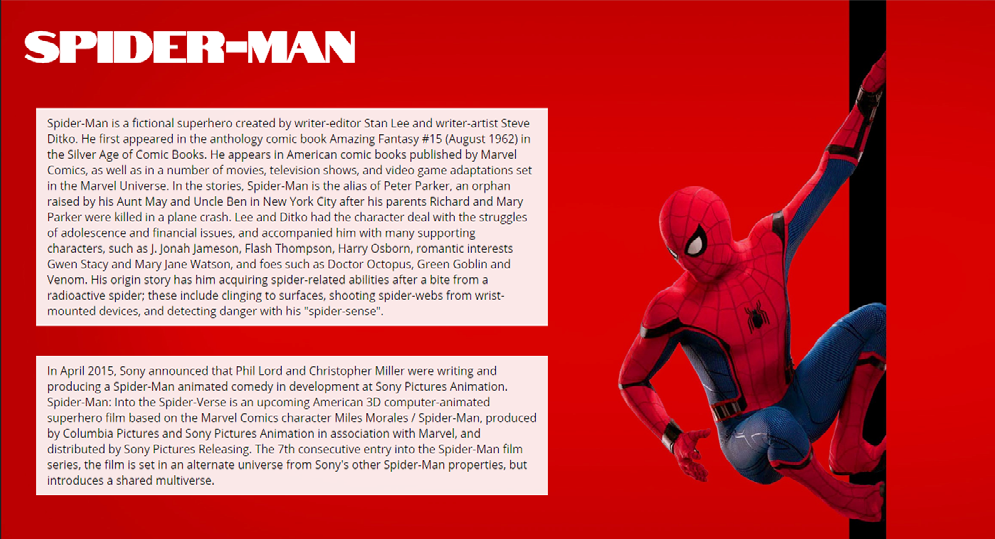 SPIDER-MAN
Spider-Man is a fictional superhero created by writer-editor Stan Lee and writer-artist Steve
Ditko. He first appeared in the anthology comic book Amazing Fantasy #15 (August 1962) in
the Silver Age of Comic Books. He appears in American comic books published by Marvel
Comics, as well as in a number of movies, television shows, and video game adaptations set
in the Marvel Universe. In the stories, Spider-Man is the alias of Peter Parker, an orphan
raised by his Aunt May and Uncle Ben in New York City after his parents Richard and Mary
Parker were killed in a plane crash. Lee and Ditko had the character deal with the struggles
of adolescence and financial issues, and accompanied him with many supporting
characters, such as J. Jonah Jameson, Flash Thompson, Harry Osborn, romantic interests
Gwen Stacy and Mary Jane Watson, and foes such as Doctor Octopus, Green Goblin and
Venom. His origin story has him acquiring spider-related abilities after a bite from a
radioactive spider; these include clinging to surfaces, shooting spider-webs from wrist-
mounted devices, and detecting danger with his "spider-sense".
In April 2015, Sony announced that Phil Lord and Christopher Miller were writing and
producing a Spider-Man animated comedy in development at Sony Pictures Animation.
Spider-Man: Into the Spider-Verse is an upcoming American 3D computer-animated
superhero film based on the Marvel Comics character Miles Morales / Spider-Man, produced
by Columbia Pictures and Sony Pictures Animation in association with Marvel, and
distributed by Sony Pictures Releasing. The 7th consecutive entry into the Spider-Man film
series, the film is set in an alternate universe from Sony's other Spider-Man properties, but
introduces a shared multiverse.